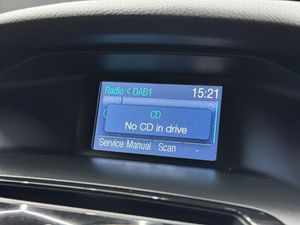 Radio < DAB1 15:21
CD
No CD in drive
Service Manual Scan -